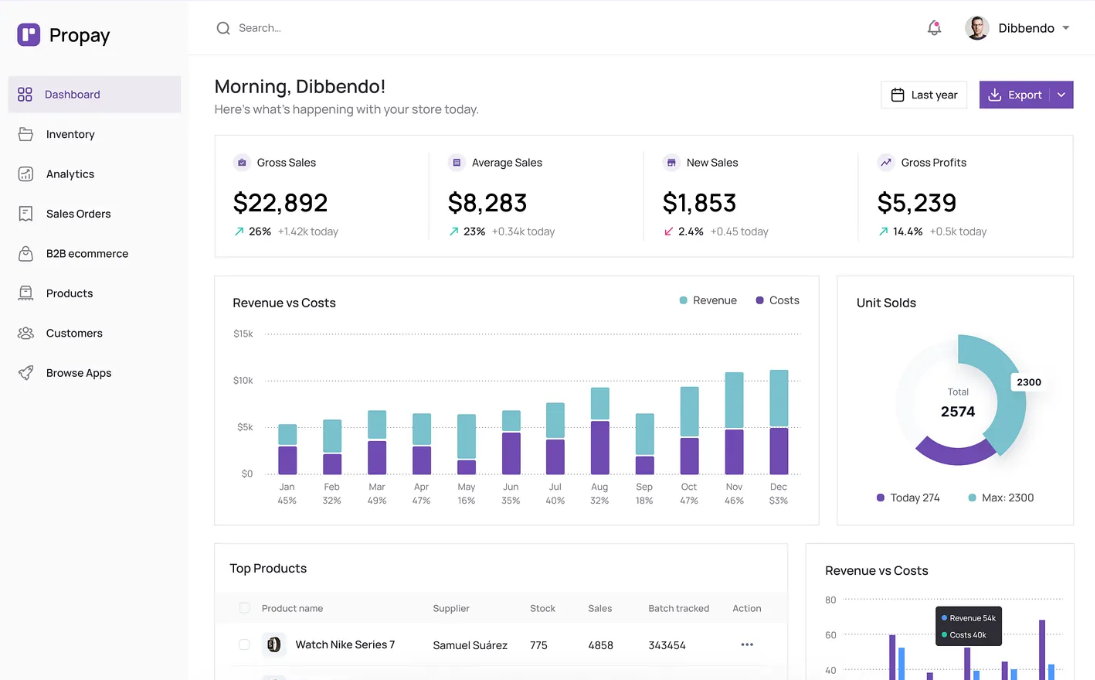 Propay
Search...
Dibbendo
Dashboard
Inventory
Analytics
Sales Orders
B2B ecommerce
Products
Customers
Browse Apps
Morning, Dibbendo!
Here's what's happening with your store today.
Last year
Export
Gross Sales
$22,892
26% +1.42k today
Average Sales
$8,283
23% +0.34k today
New Sales
$1,853
2.4% +0.45 today
Gross Profits
$5,239
14.4% +0.5k today
Revenue vs Costs
Revenue Costs
$15k
$10k
$5k
$0
Jan Feb Mar Apr May Jun Jul Aug Sep Oct Nov Dec
45% 32% 49% 47% 16% 35% 40% 32% 18% 47% 46% $3%
Unit Solds
2300
Total
2574
Today 274 Max: 2300
Top Products
Product name Supplier Stock Sales Batch tracked Action
Watch Nike Series 7 Samuel Suárez 775 4858 343454
Revenue vs Costs
80
60
40
Revenue 54k
Costs 40k